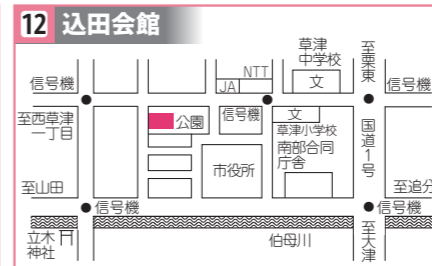 12 込田会館
草津
中学校
至栗東
NTT
JA
文
信号機
信号機
至西草津
一丁目
公園
信号機
文
草津小学校
国道1号
市役所
南部合同
庁舎
至山田
至追分
信号機
信号機
立木
神社
伯母川
至大津